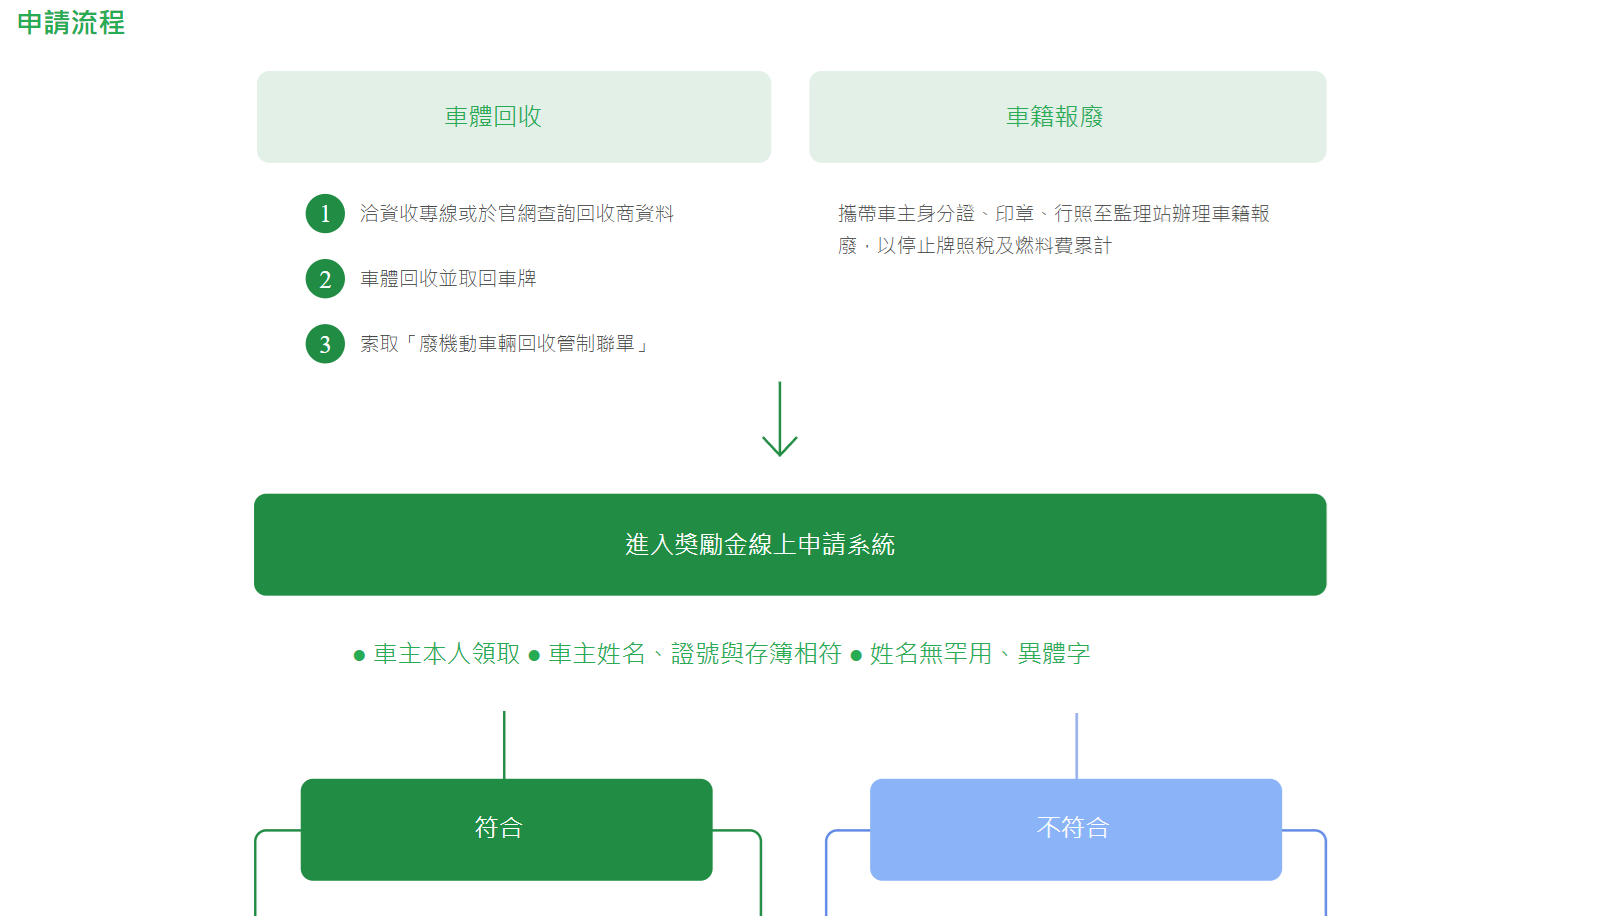 申請流程
車體回收
車籍報廢
1 洽資收專線或於官網查詢回收商資料
2 車體回收並取回車牌
3 索取「廢機動車輛回收管制聯單」
攜帶車主身分證、印章、行照至監理站辦理車籍報
廢，以停止牌照稅及燃料費累計
進入獎勵金線上申請系統
● 車主本人領取 ● 車主姓名、證號與存簿相符 ● 姓名無罕用、異體字
符合
不符合